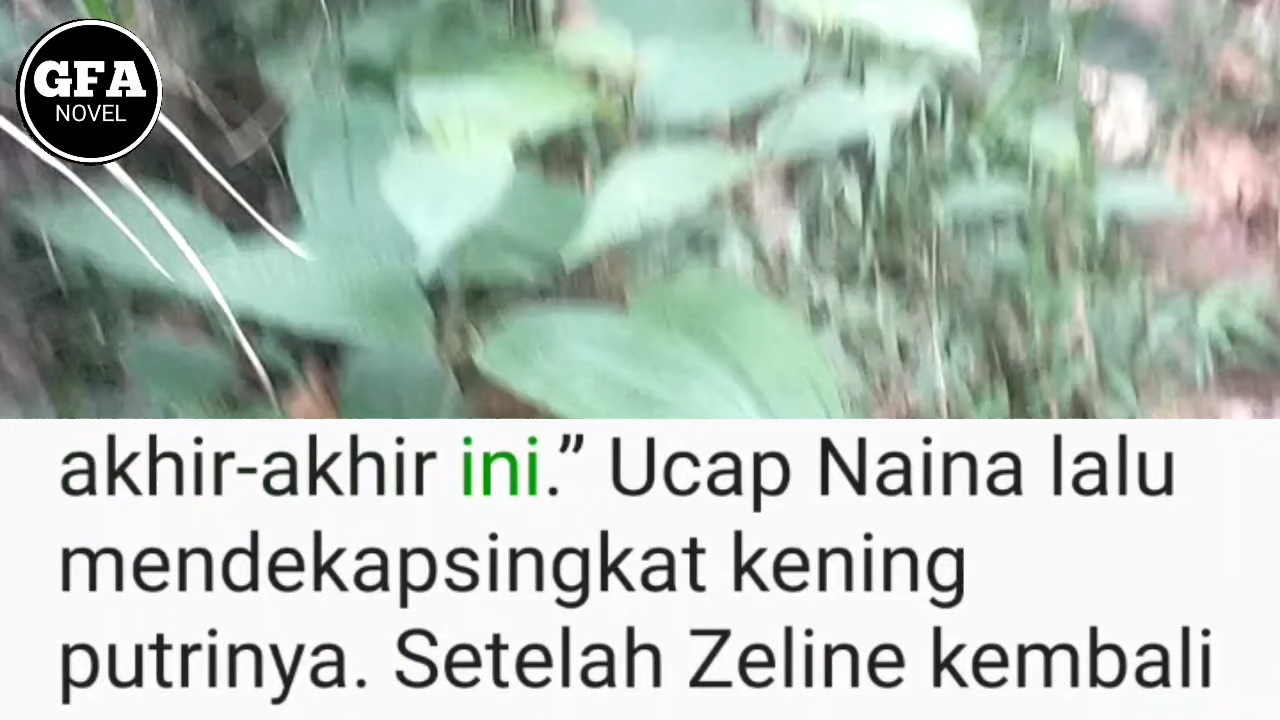 GFA
NOVEL
akhir-akhir ini.” Ucap Naina lalu
mendekapsingkat kening
putrinya. Setelah Zeline kembali